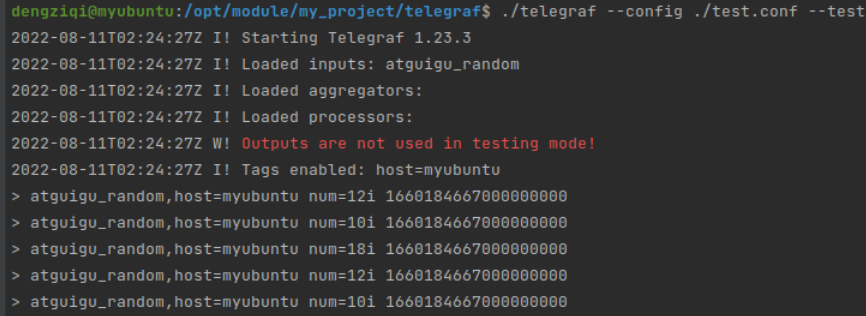 dengziqi@myubuntu:/opt/module/my_project/telegraf$ ./telegraf --config ./test.conf --test
2022-08-11T02:24:27Z I! Starting Telegraf 1.23.3
2022-08-11T02:24:27Z I! Loaded inputs: atguigu_random
2022-08-11T02:24:27Z I! Loaded aggregators:
2022-08-11T02:24:27Z I! Loaded processors:
2022-08-11T02:24:27Z W! Outputs are not used in testing mode!
2022-08-11T02:24:27Z I! Tags enabled: host=myubuntu
> atguigu_random,host=myubuntu num=12i 1660184667000000000
> atguigu_random,host=myubuntu num=10i 1660184667000000000
> atguigu_random,host=myubuntu num=18i 1660184667000000000
> atguigu_random,host=myubuntu num=12i 1660184667000000000
> atguigu_random,host=myubuntu num=10i 1660184667000000000